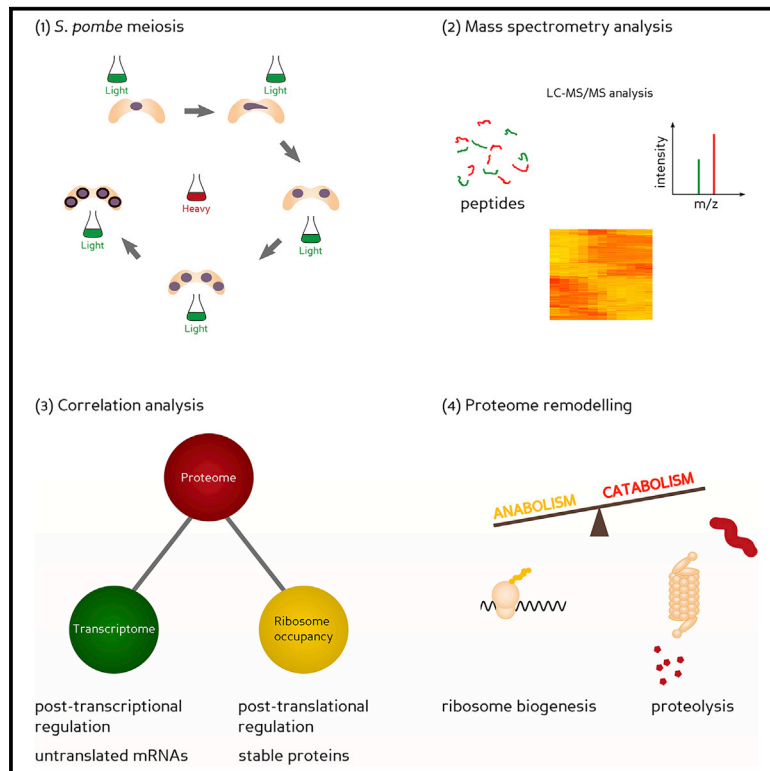 (1) S. pombe meiosis
Light
Light
Heavy
Light
Light
Light
(2) Mass spectrometry analysis
LC-MS/MS analysis
peptides
intensity
m/z
(3) Correlation analysis
Proteome
Transcriptome
Ribosome
occupancy
post-transcriptional
regulation
untranslated mRNAs
post-translational
regulation
stable proteins
(4) Proteome remodelling
ANABOLISM
CATABOLISM
ribosome biogenesis
proteolysis